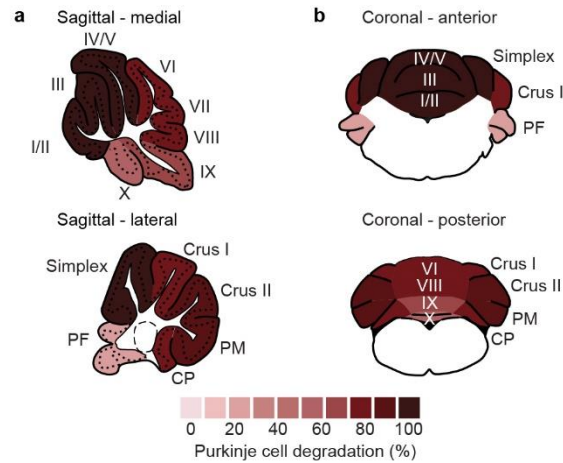 a
Sagittal - medial
IV/V
III
VI
VII
I/II
VIII
IX
X
Sagittal - lateral
Simplex
Crus I
Crus II
PF
PM
CP
b
Coronal - anterior
IV/V
Simplex
III
Crus I
I/II
PF
Coronal - posterior
VI
Crus I
VIII
Crus II
IX
X
PM
CP
0 20 40 60 80 100
Purkinje cell degradation (%)